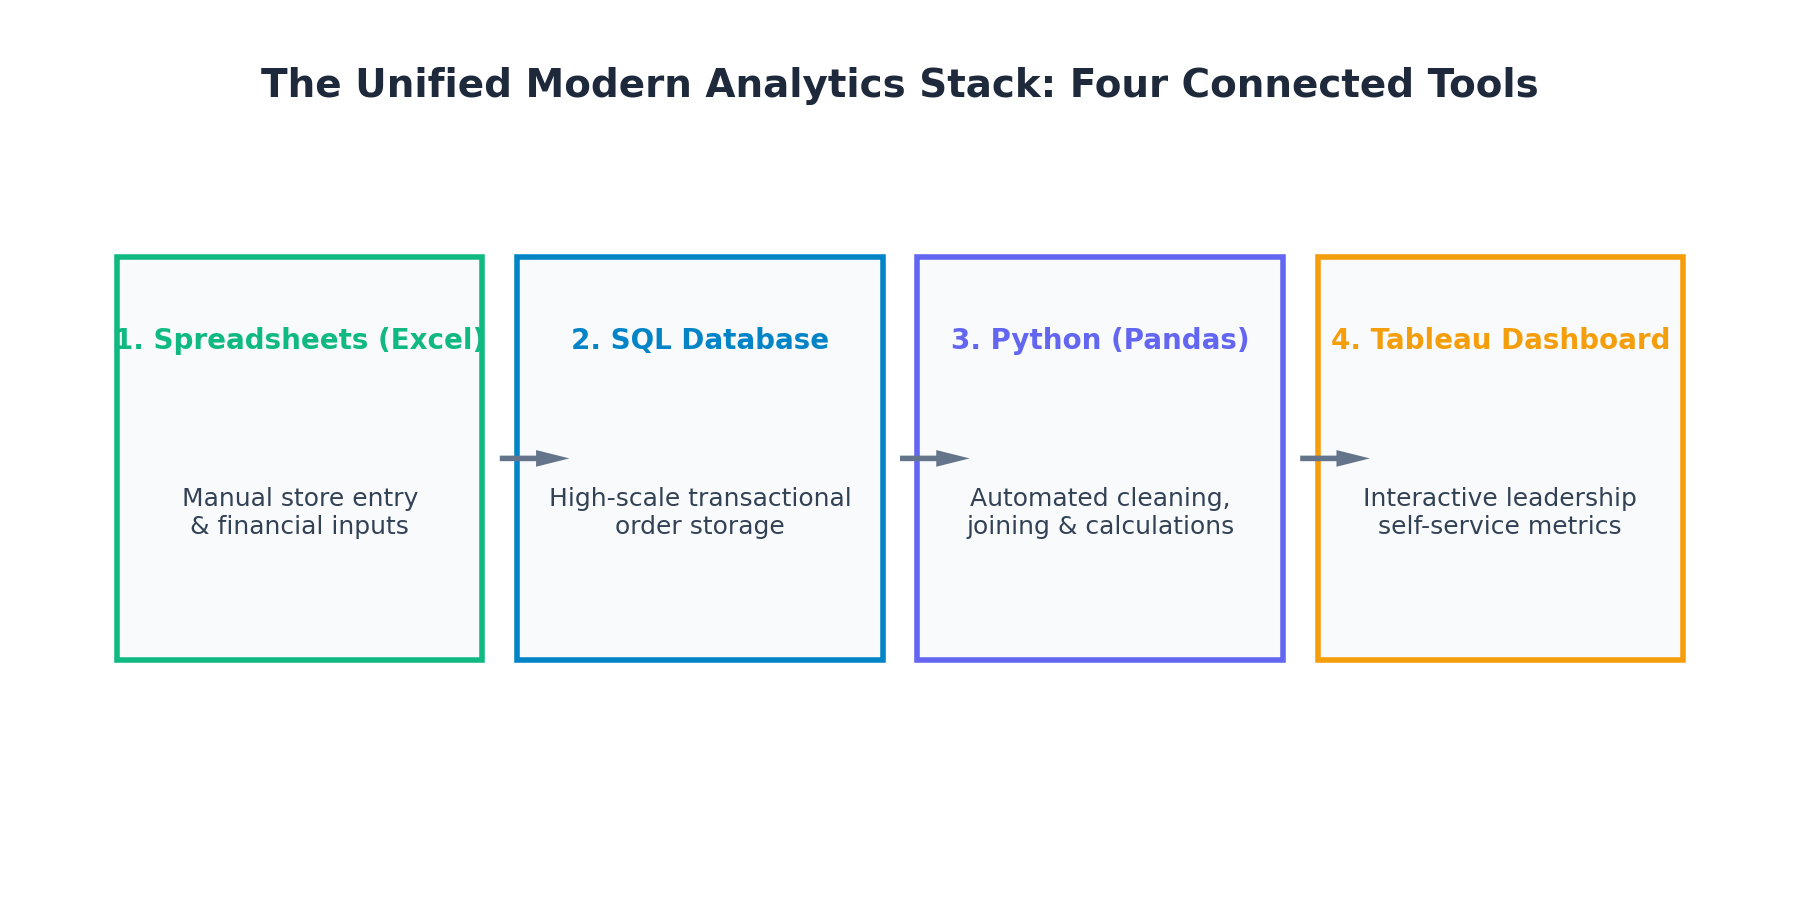 The Unified Modern Analytics Stack: Four Connected Tools
1. Spreadsheets (Excel)
Manual store entry
& financial inputs
2. SQL Database
High-scale transactional
order storage
3. Python (Pandas)
Automated cleaning,
joining & calculations
4. Tableau Dashboard
Interactive leadership
self-service metrics